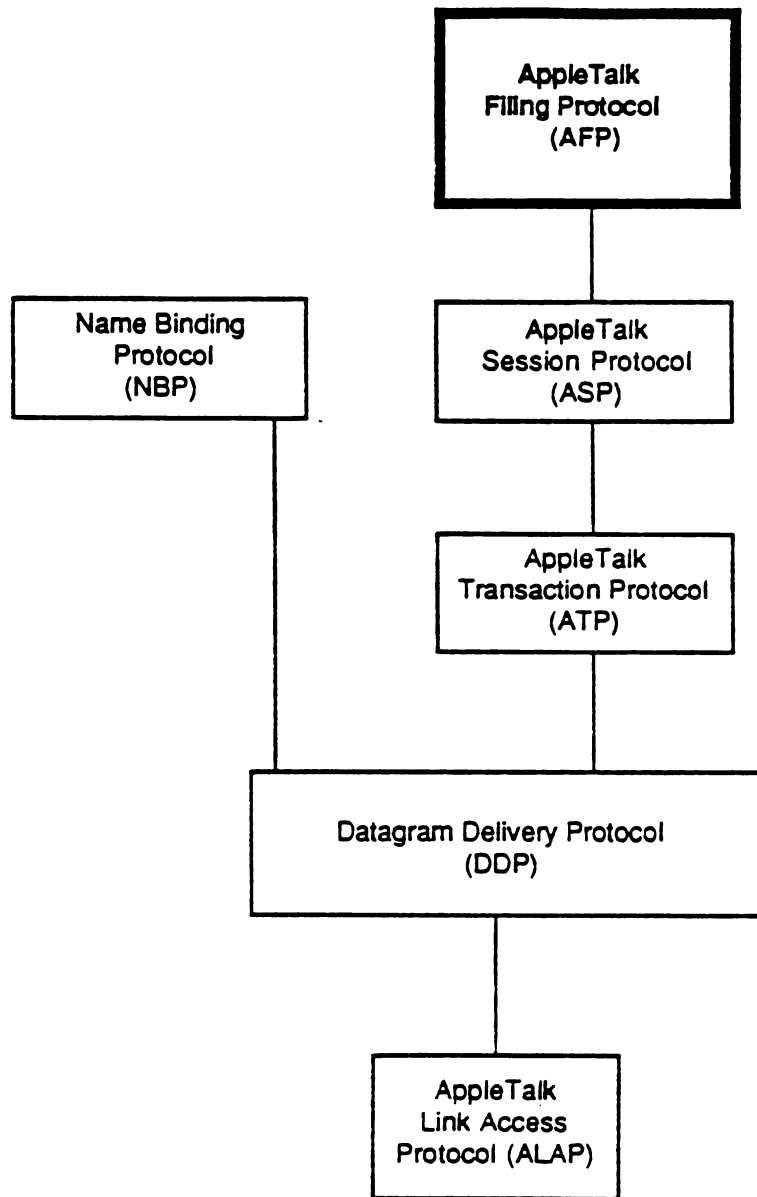 AppleTalk
Filing Protocol
(AFP)
Name Binding
Protocol
(NBP)
AppleTalk
Session Protocol
(ASP)
AppleTalk
Transaction Protocol
(ATP)
Datagram Delivery Protocol
(DDP)
AppleTalk
Link Access
Protocol (ALAP)